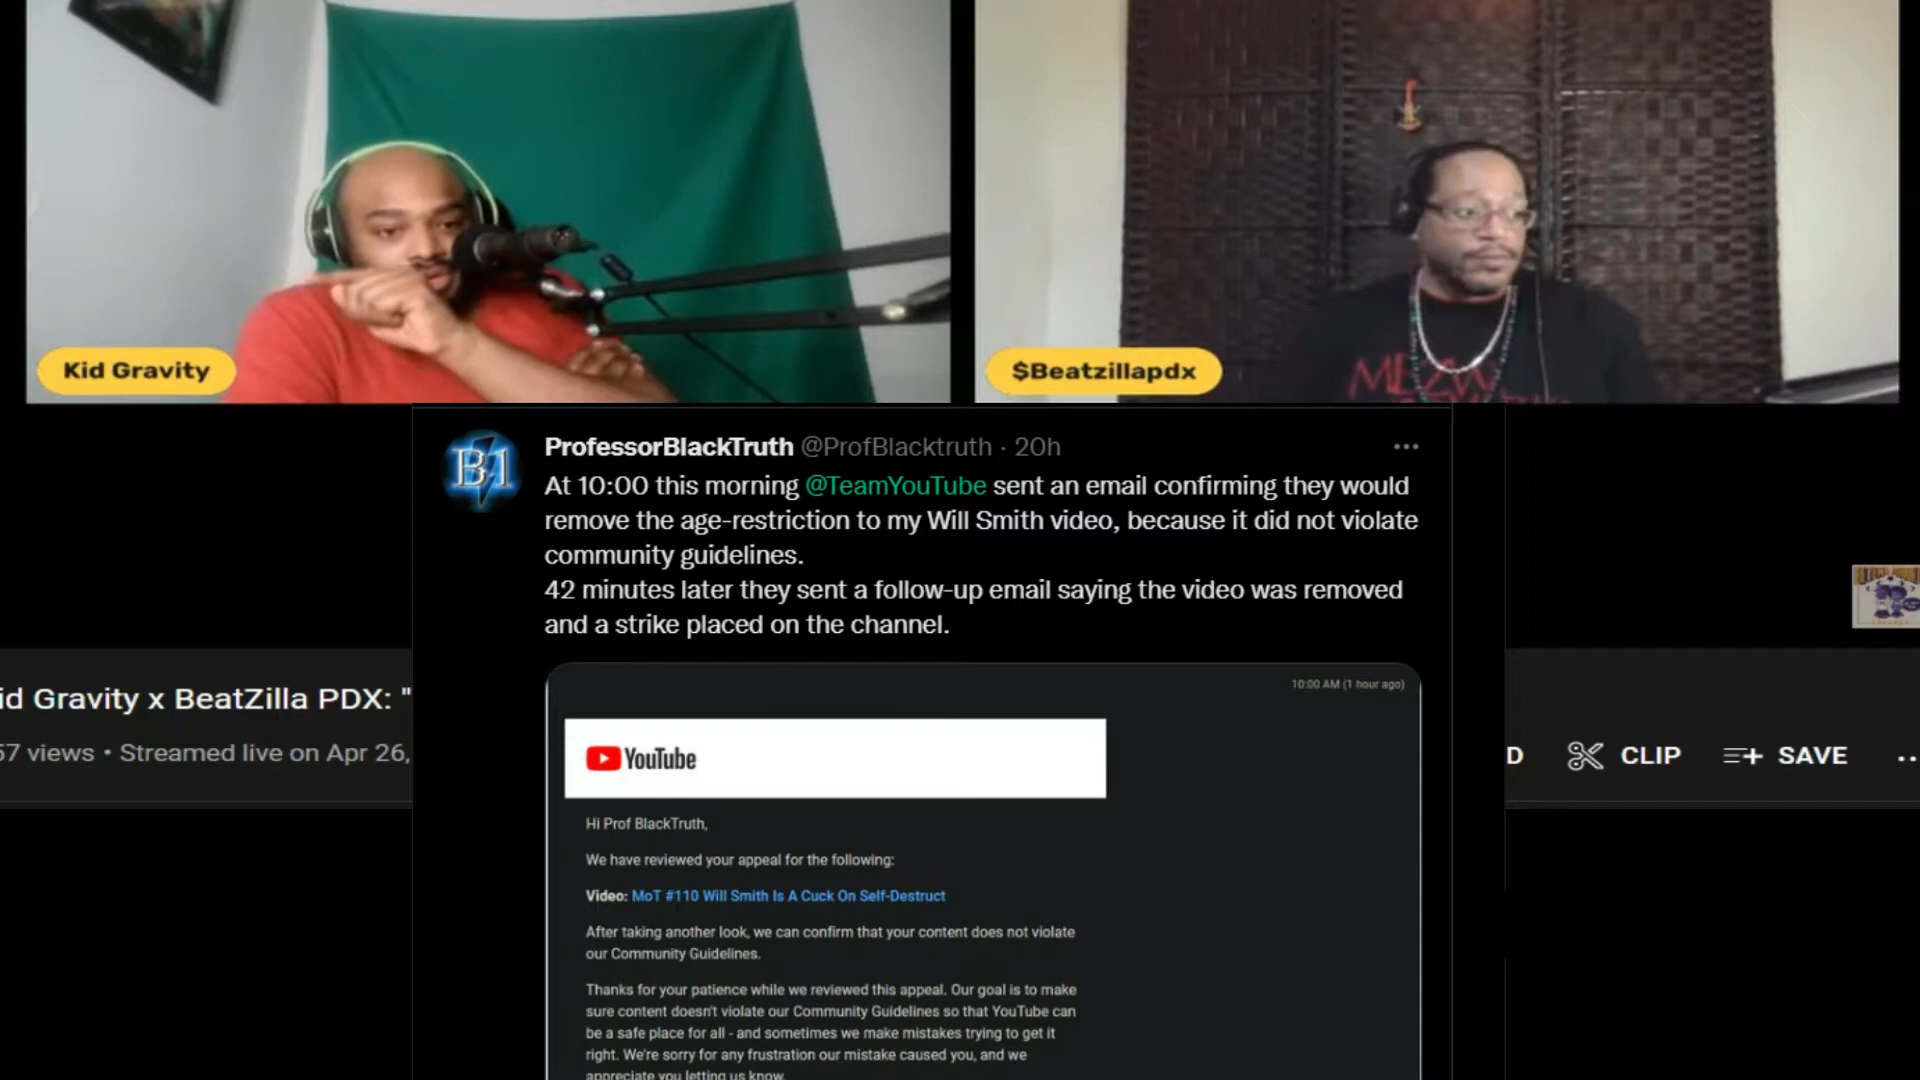 Kid Gravity
$Beatzillapdx
ProfessorBlackTruth @ProfBlacktruth · 20h
At 10:00 this morning @TeamYouTube sent an email confirming they would
remove the age-restriction to my Will Smith video, because it did not violate
community guidelines.
42 minutes later they sent a follow-up email saying the video was removed
and a strike placed on the channel.
10:00 AM (1 hour ago)
YouTube
Hi Prof BlackTruth,
We have reviewed your appeal for the following:
Video: MoT #110 Will Smith Is A Cuck On Self-Destruct
After taking another look, we can confirm that your content does not violate
our Community Guidelines.
Thanks for your patience while we reviewed this appeal. Our goal is to make
sure content doesn't violate our Community Guidelines so that YouTube can
be a safe place for all - and sometimes we make mistakes trying to get it
right. We're sorry for any frustration our mistake caused you, and we
appreciate you letting us know.
id Gravity x BeatZilla PDX: "
57 views • Streamed live on Apr 26,
D CLIP SAVE
B1